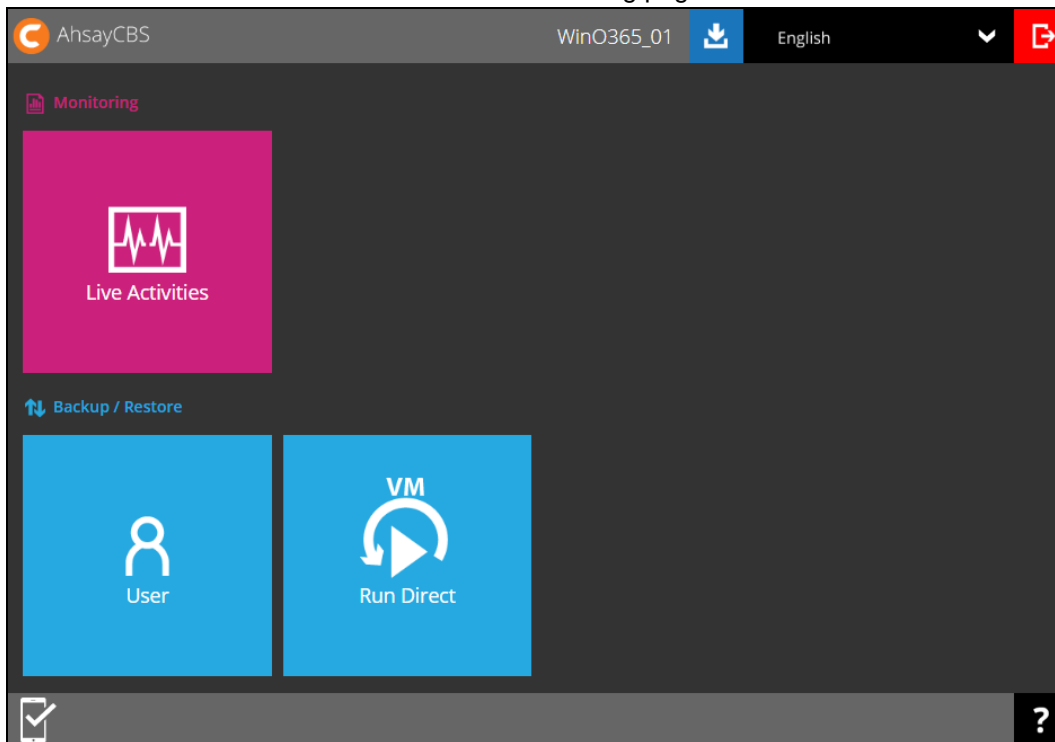 AhsayCBS WinO365_01 English
Monitoring
Live Activities
Backup / Restore
VM
User Run Direct
?